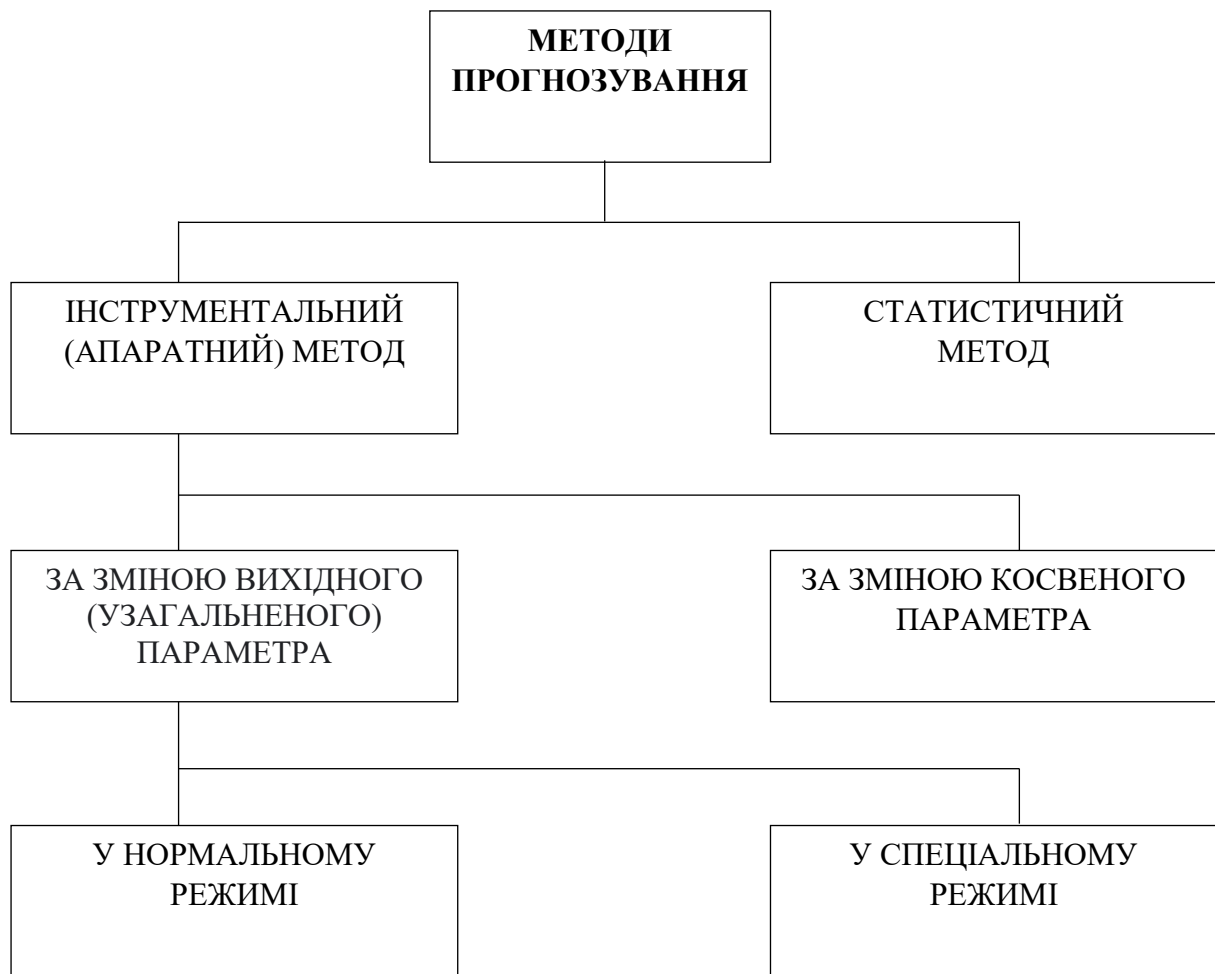 МЕТОДИ
ПРОГНОЗУВАННЯ
ІНСТРУМЕНТАЛЬНИЙ
(АПАРАТНИЙ) МЕТОД
СТАТИСТИЧНИЙ
МЕТОД
ЗА ЗМІНОЮ ВИХІДНОГО
(УЗАГАЛЬНЕНОГО)
ПАРАМЕТРА
ЗА ЗМІНОЮ КОСВЕНОГО
ПАРАМЕТРА
У НОРМАЛЬНОМУ
РЕЖИМІ
У СПЕЦІАЛЬНОМУ
РЕЖИМІ